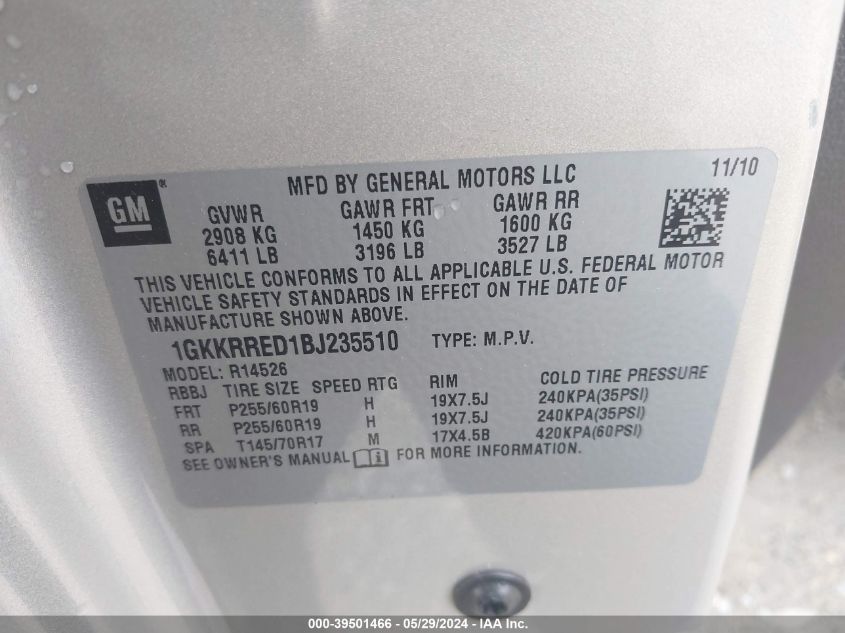 11/10
MFD BY GENERAL MOTORS LLC
GM®
GVWR GAWR FRT GAWR RR
2908 KG 1450 KG 1600 KG
6411 LB 3196 LB 3527 LB
THIS VEHICLE CONFORMS TO ALL APPLICABLE U.S. FEDERAL MOTOR
VEHICLE SAFETY STANDARDS IN EFFECT ON THE DATE OF
MANUFACTURE SHOWN ABOVE.
1GKKRRED1BJ235510 TYPE: M.P.V.
MODEL: R14526
RBBJ TIRE SIZE SPEED RTG RIM COLD TIRE PRESSURE
FRT P255/60R19 H 19X7.5J 240KPA(35PSI)
RR P255/60R19 H 19X7.5J 240KPA(35PSI)
SPA T145/70R17 M 17X4.5B 420KPA(60PSI)
SEE OWNER'S MANUAL FOR MORE INFORMATION.
000-39501466 - 05/29/2024 - IAA Inc.